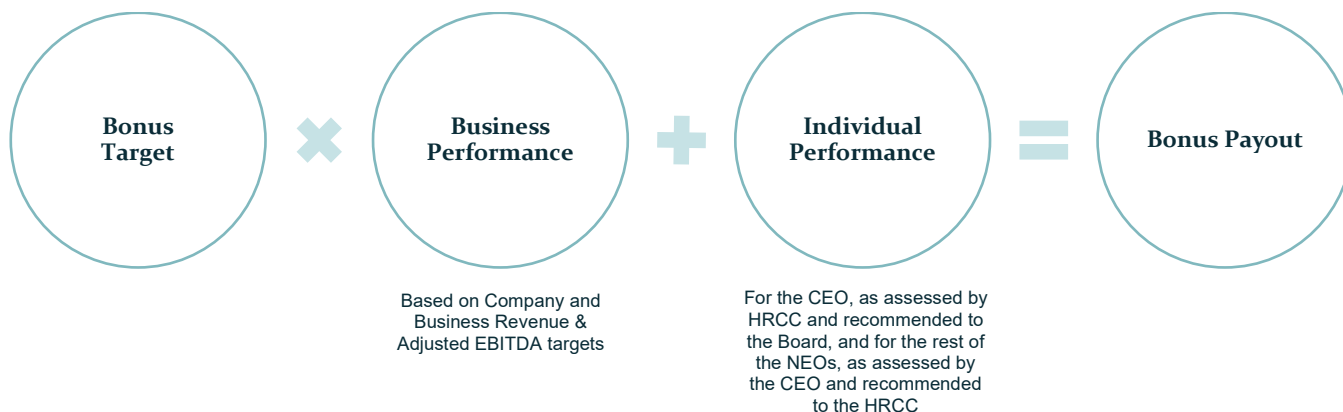 Bonus
Target
Business
Performance
Individual
Performance
Bonus Payout
Based on Company and
Business Revenue &
Adjusted EBITDA targets
For the CEO, as assessed by
HRCC and recommended to
the Board, and for the rest of
the NEOs, as assessed by
the CEO and recommended
to the HRCC